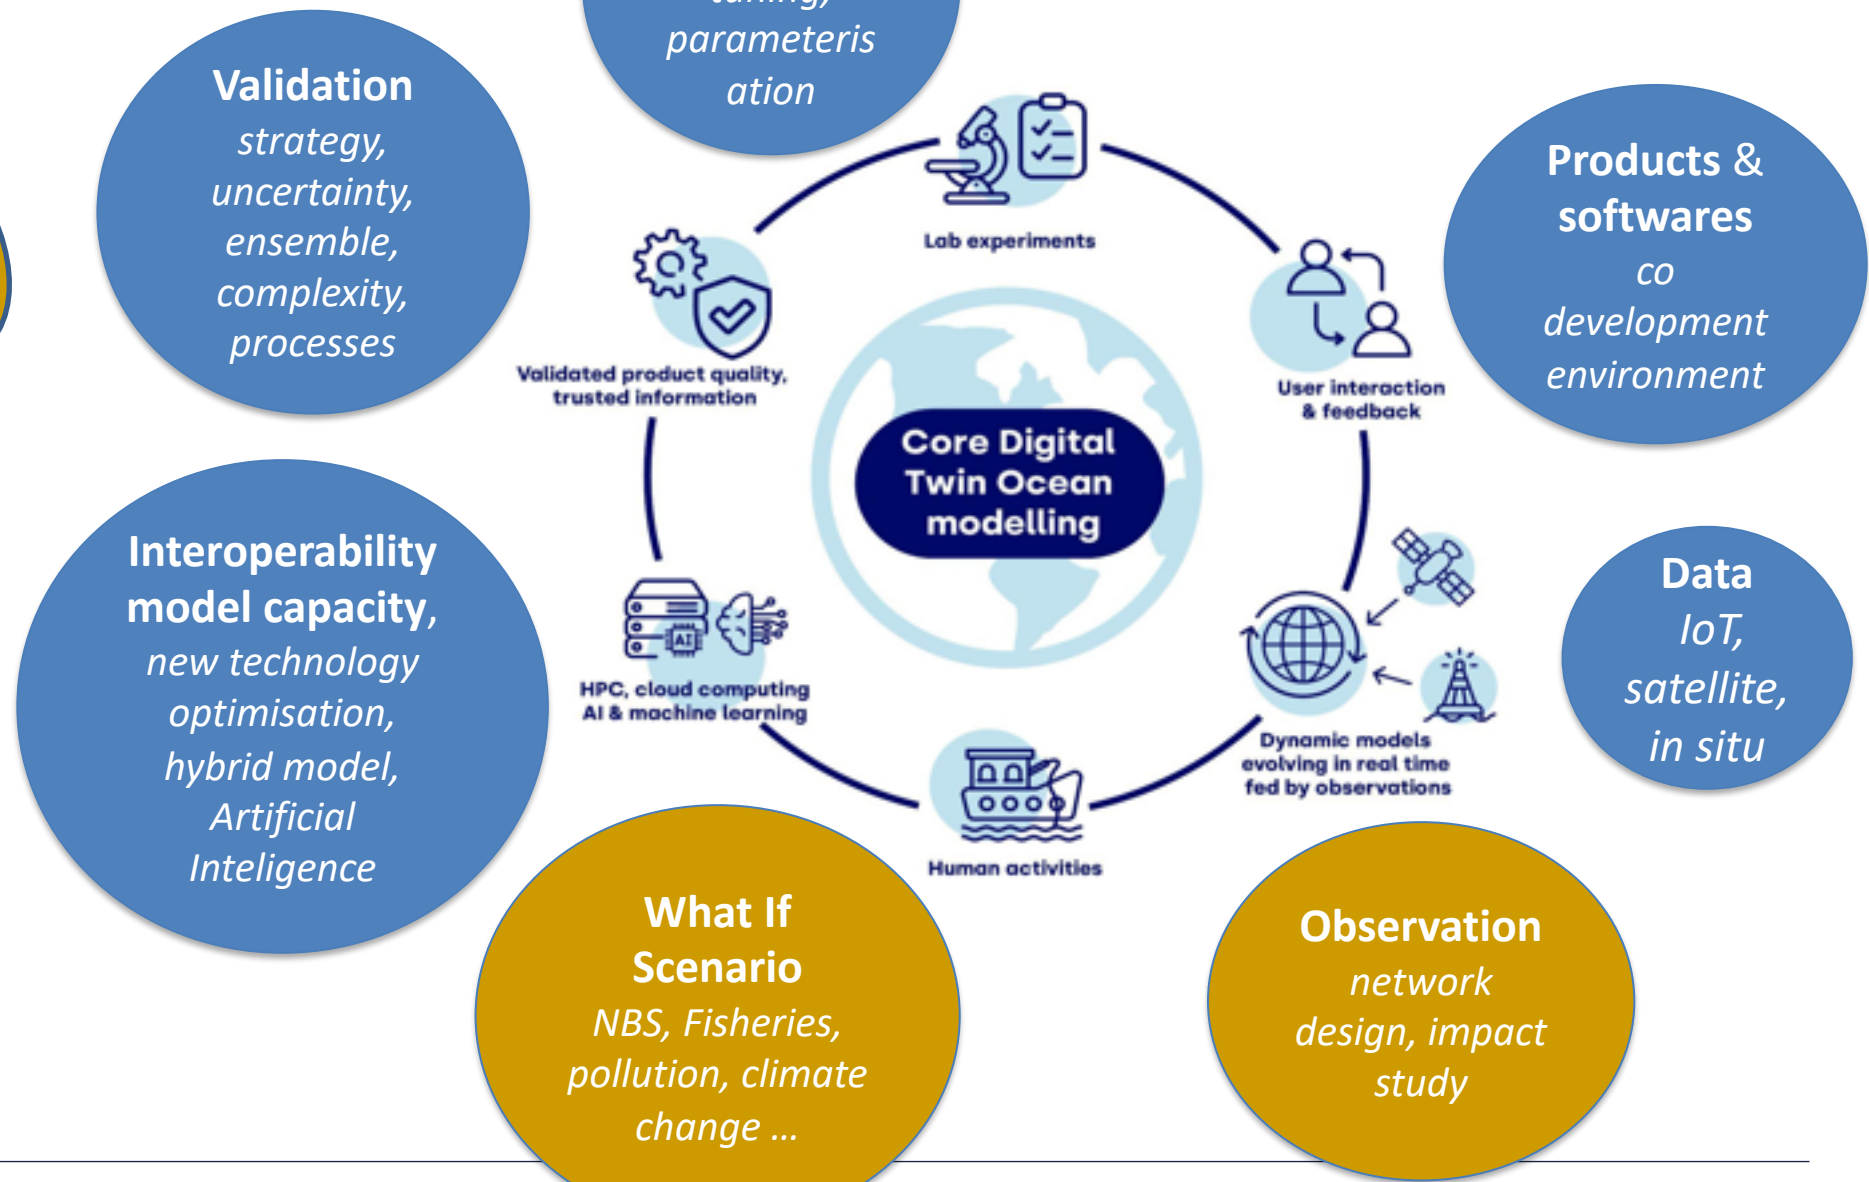 parameteris
ation
Validation
strategy,
uncertainty,
ensemble,
complexity,
processes
Products &
softwares
co
development
environment
Lab experiments
Validated product quality,
trusted information
User interaction
& feedback
Core Digital
Twin Ocean
modelling
Interoperability
model capacity,
new technology
optimisation,
hybrid model,
Artificial
Inteligence
Data
IoT,
satellite,
in situ
AI
HPC, cloud computing
AI & machine learning
Dynamic models
evolving in real time
fed by observations
Human activities
What If
Scenario
NBS, Fisheries,
pollution, climate
change ...
Observation
network
design, impact
study